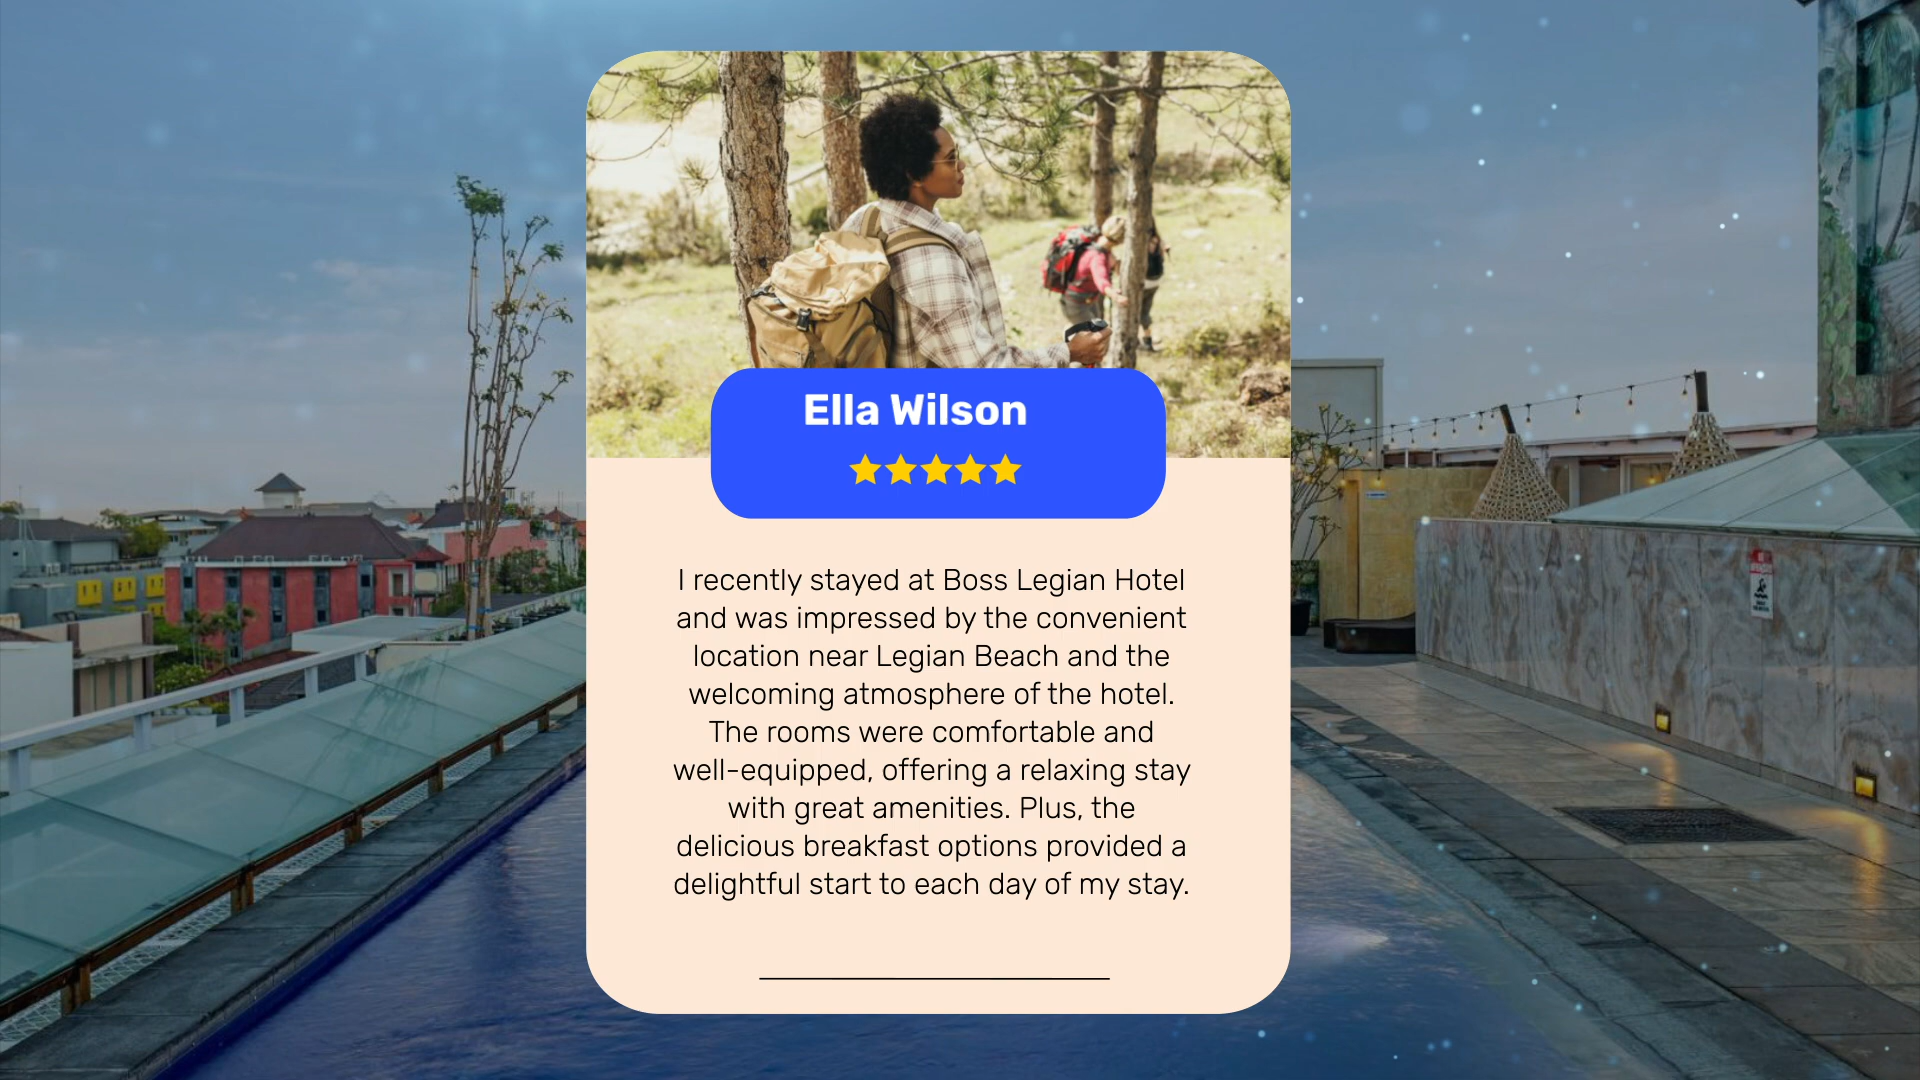 Ella Wilson
I recently stayed at Boss Legian Hotel
and was impressed by the convenient
location near Legian Beach and the
welcoming atmosphere of the hotel.
The rooms were comfortable and
well-equipped, offering a relaxing stay
with great amenities. Plus, the
delicious breakfast options provided a
delightful start to each day of my stay.